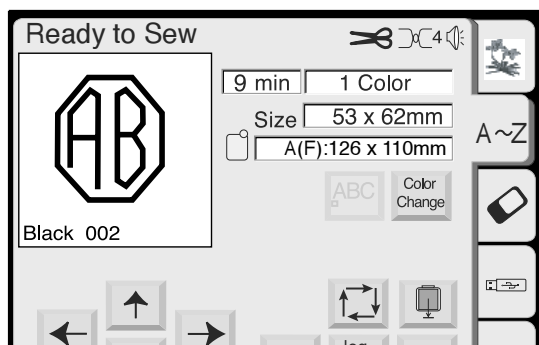 Ready to Sew
4
9 min
1 Color
Size
53 x 62mm
A(F):126 x 110mm
AB
ABC
Color
Change
Black 002
A~Z